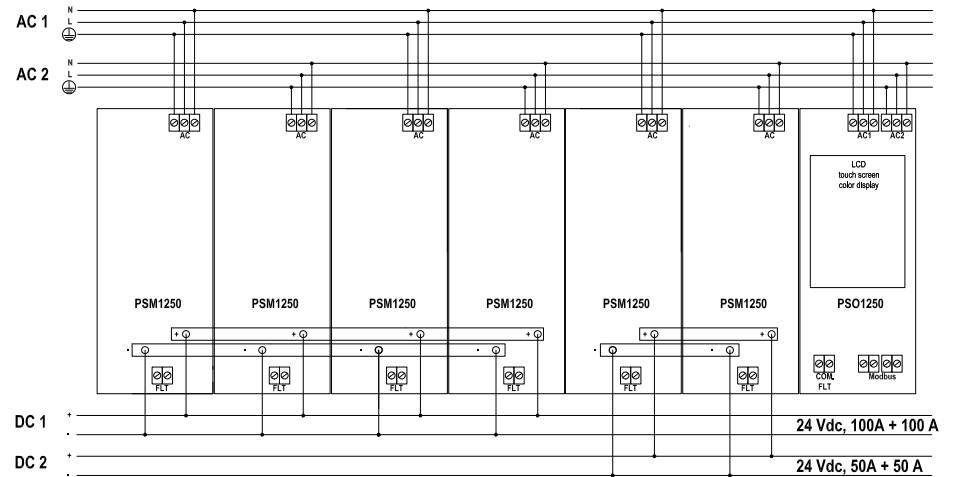 N
AC 1 L
N
AC 2 L
AC AC AC AC AC AC AC1 AC2
LCD
touch screen
color display
PSM1250 PSM1250 PSM1250 PSM1250 PSM1250 PSM1250 PSO1250
+ + + + + +
- - - - - -
FLT FLT FLT FLT FLT FLT COM. Modbus
FLT
+
DC 1 24 Vdc, 100A + 100 A
-
+
DC 2 24 Vdc, 50A + 50 A
-